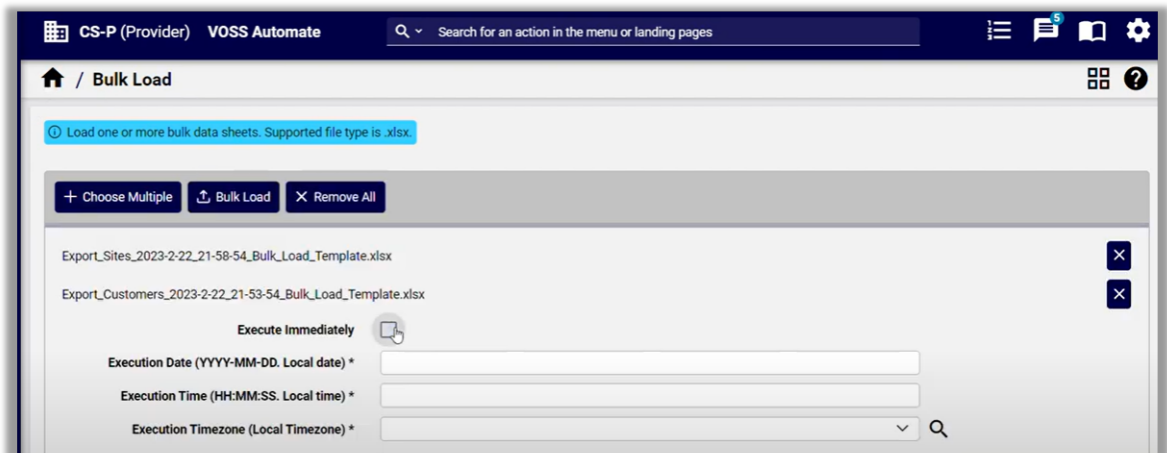 CS-P (Provider) VOSS Automate Search for an action in the menu or landing pages 5
/ Bulk Load
Load one or more bulk data sheets. Supported file type is .xlsx.
+ Choose Multiple Bulk Load X Remove All
Export_Sites_2023-2-22_21-58-54_Bulk_Load_Template.xlsx
Export_Customers_2023-2-22_21-53-54_Bulk_Load_Template.xlsx
Execute Immediately
Execution Date (YYYY-MM-DD. Local date) *
Execution Time (HH:MM:SS. Local time) *
Execution Timezone (Local Timezone) *